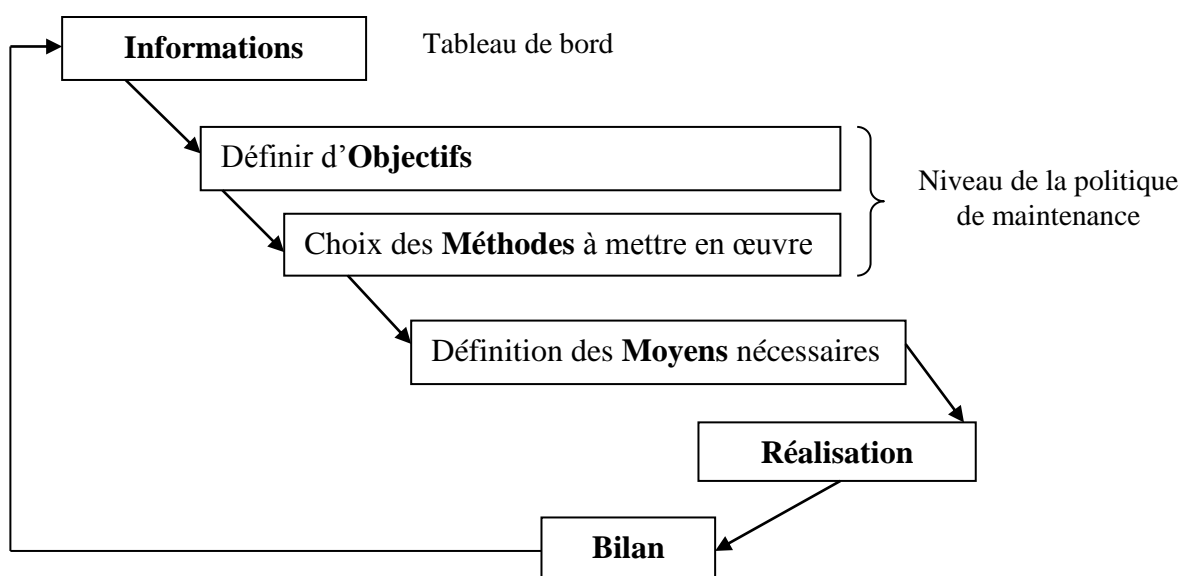 Informations
Tableau de bord
Définir d’Objectifs
Choix des Méthodes à mettre en œuvre
Niveau de la politique
de maintenance
Définition des Moyens nécessaires
Réalisation
Bilan